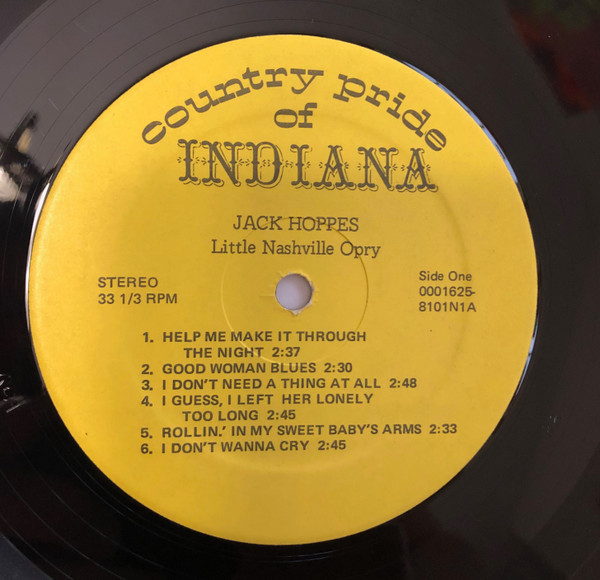 country pride
of
INDIANA
JACK HOPPES
Little Nashville Opry
STEREO
33 1/3 RPM
Side One
0001625-
8101N1A
1. HELP ME MAKE IT THROUGH
THE NIGHT 2:37
2. GOOD WOMAN BLUES 2:30
3. I DON'T NEED A THING AT ALL 2:48
4. I GUESS, I LEFT HER LONELY
TOO LONG 2:45
5. ROLLIN.' IN MY SWEET BABY'S ARMS 2:33
6. I DON'T WANNA CRY 2:45